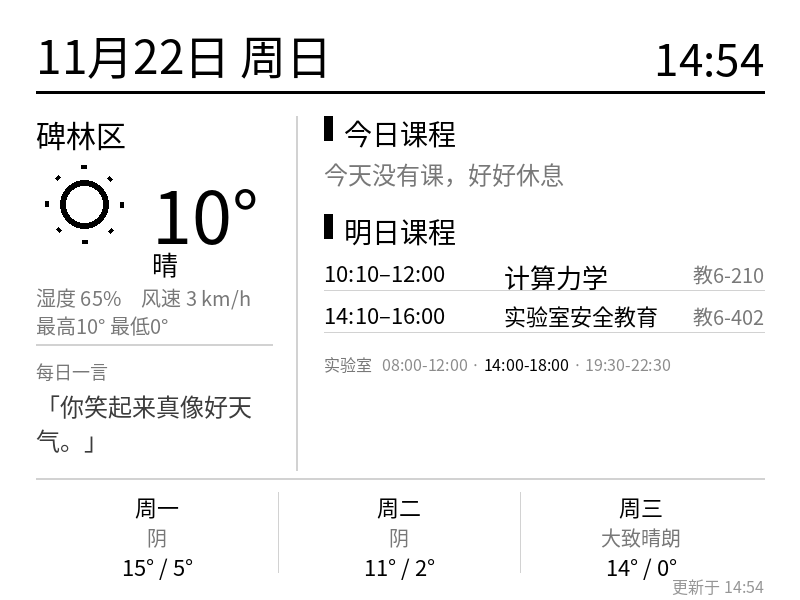 11月22日 周日
14:54
碑林区
10°
晴
湿度 65% 风速 3 km/h
最高10° 最低0°
每日一言
「你笑起来真像好天
气。」
今日课程
今天没有课，好好休息
明日课程
10:10–12:00 计算力学 教6-210
14:10–16:00 实验室安全教育 教6-402
实验室 08:00-12:00 · 14:00-18:00 · 19:30-22:30
周一
阴
15° / 5°
周二
阴
11° / 2°
周三
大致晴朗
14° / 0°
更新于 14:54